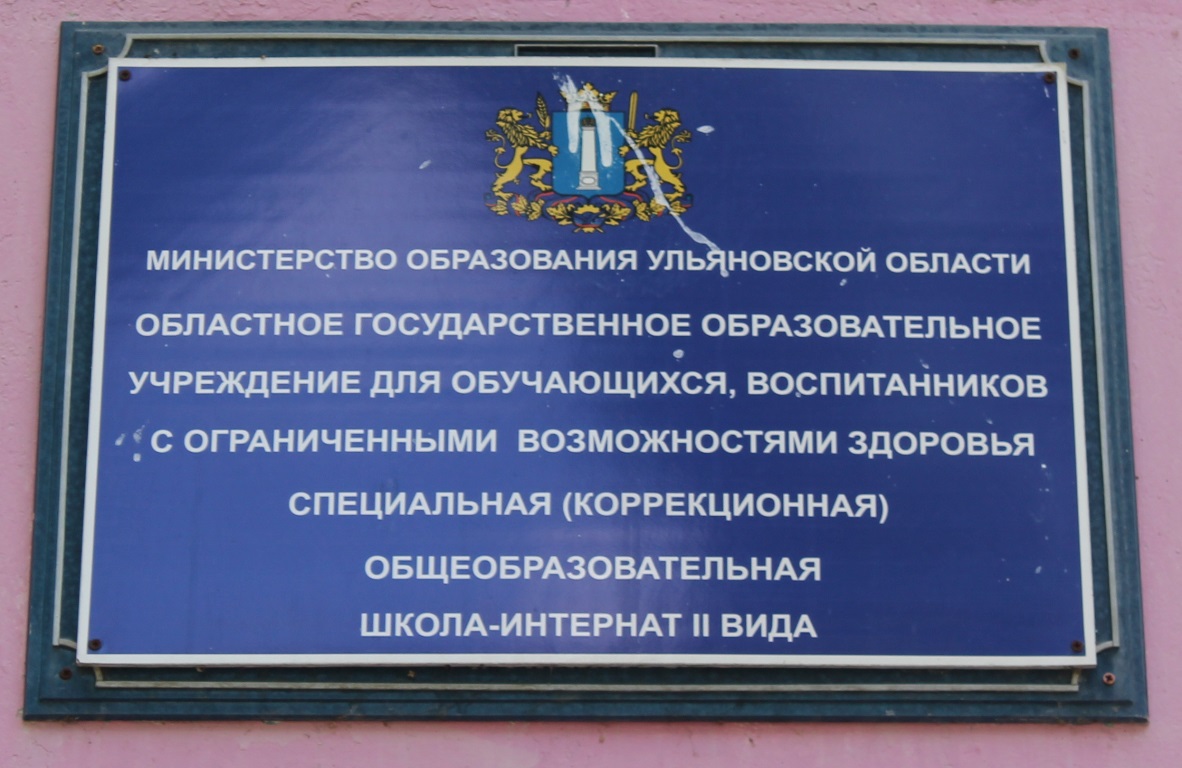 МИНИСТЕРСТВО ОБРАЗОВАНИЯ УЛЬЯНОВСКОЙ ОБЛАСТИ
ОБЛАСТНОЕ ГОСУДАРСТВЕННОЕ ОБРАЗОВАТЕЛЬНОЕ
УЧРЕЖДЕНИЕ ДЛЯ ОБУЧАЮЩИХСЯ, ВОСПИТАННИКОВ
С ОГРАНИЧЕННЫМИ ВОЗМОЖНОСТЯМИ ЗДОРОВЬЯ
СПЕЦИАЛЬНАЯ (КОРРЕКЦИОННАЯ)
ОБЩЕОБРАЗОВАТЕЛЬНАЯ
ШКОЛА-ИНТЕРНАТ II ВИДА